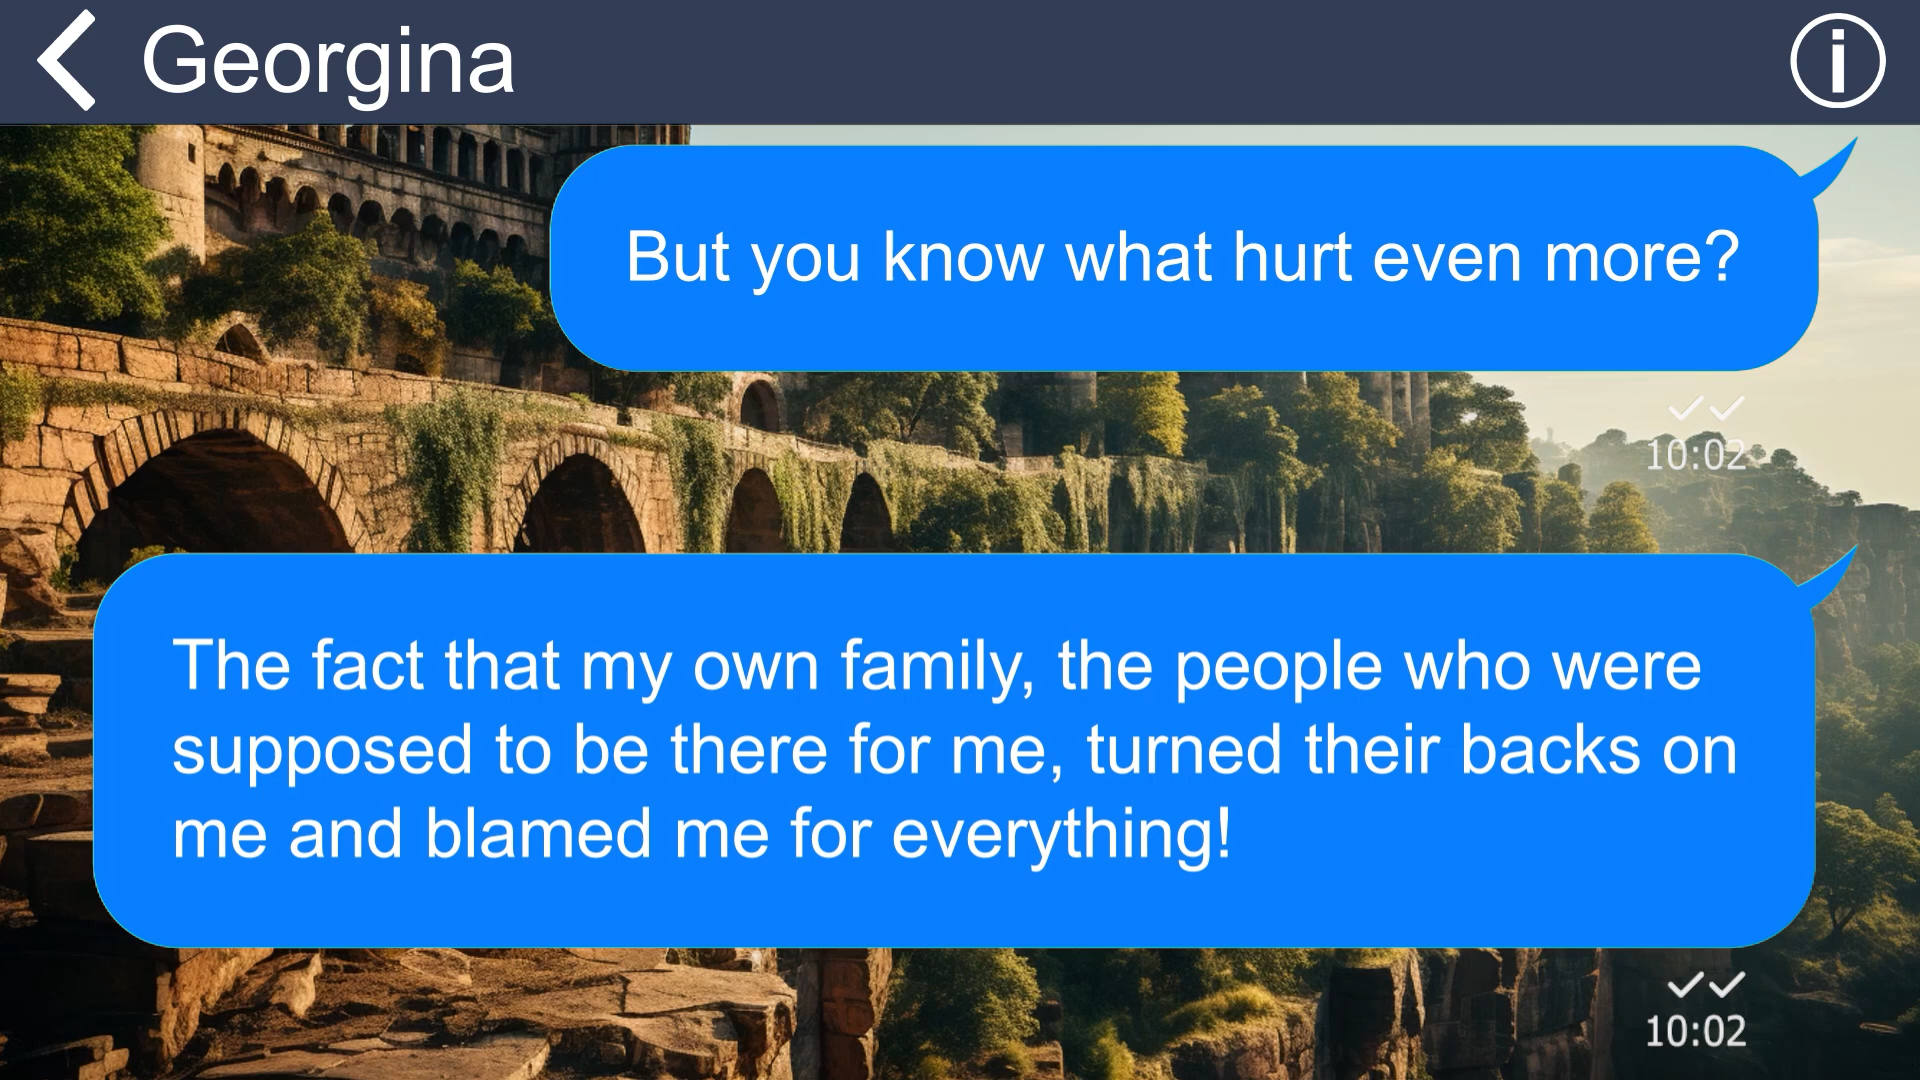 Georgina
But you know what hurt even more?
10:02
The fact that my own family, the people who were
supposed to be there for me, turned their backs on
me and blamed me for everything!
10:02